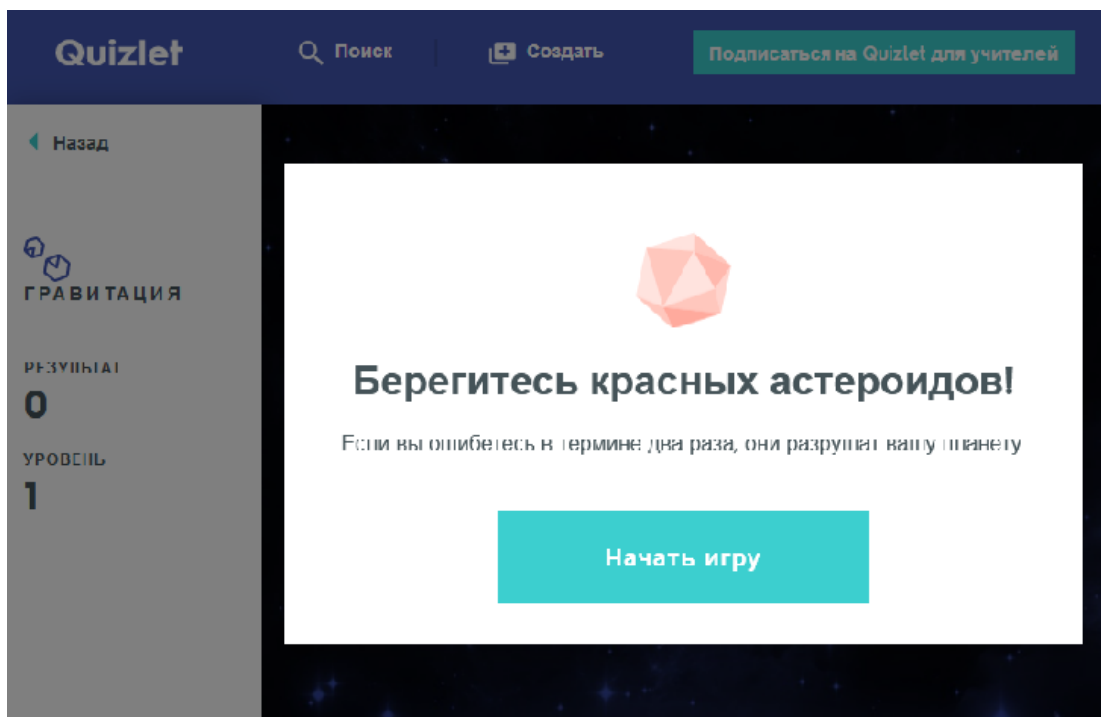 Quizlet
Поиск
Создать
Подписаться на Quizlet для учителей
Назад
ГРАВИТАЦИЯ
РЕЗУЛЬТАТ
0
УРОВЕНЬ
1
Берегитесь красных астероидов!
Если вы ошибетесь в термине два раза, они разрушат вашу планету
Начать игру